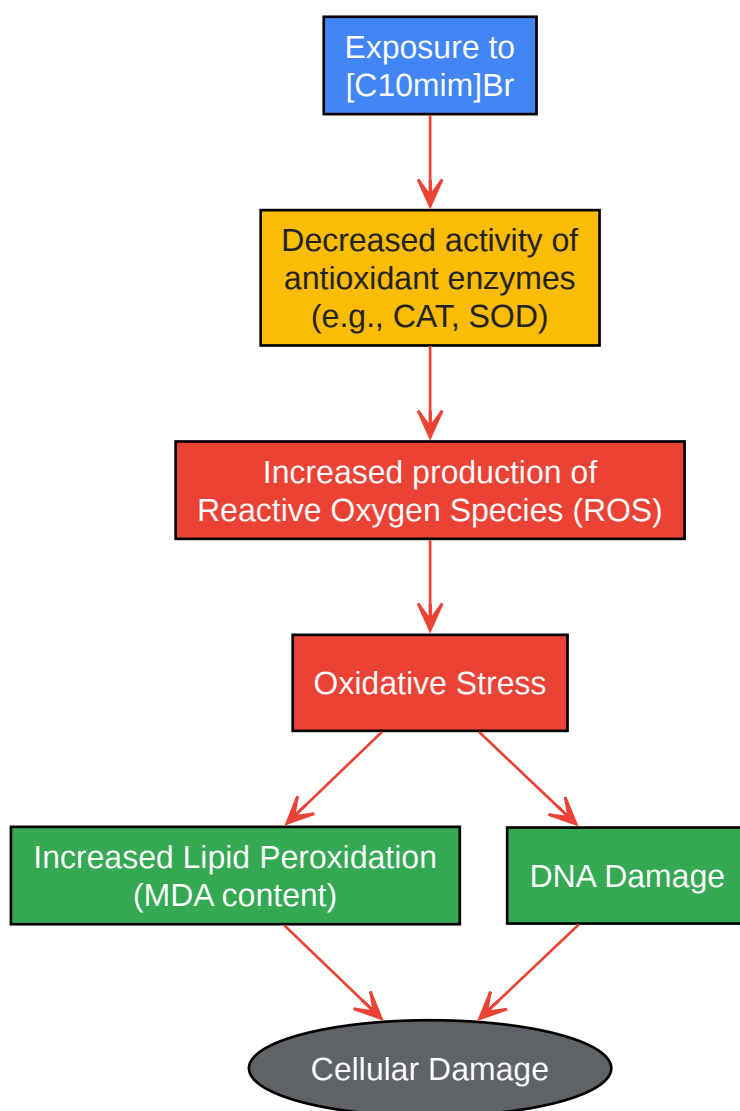 Exposure to
[C10mim]Br
Decreased activity of
antioxidant enzymes
(e.g., CAT, SOD)
Increased production of
Reactive Oxygen Species (ROS)
Oxidative Stress
Increased Lipid Peroxidation
(MDA content)
DNA Damage
Cellular Damage